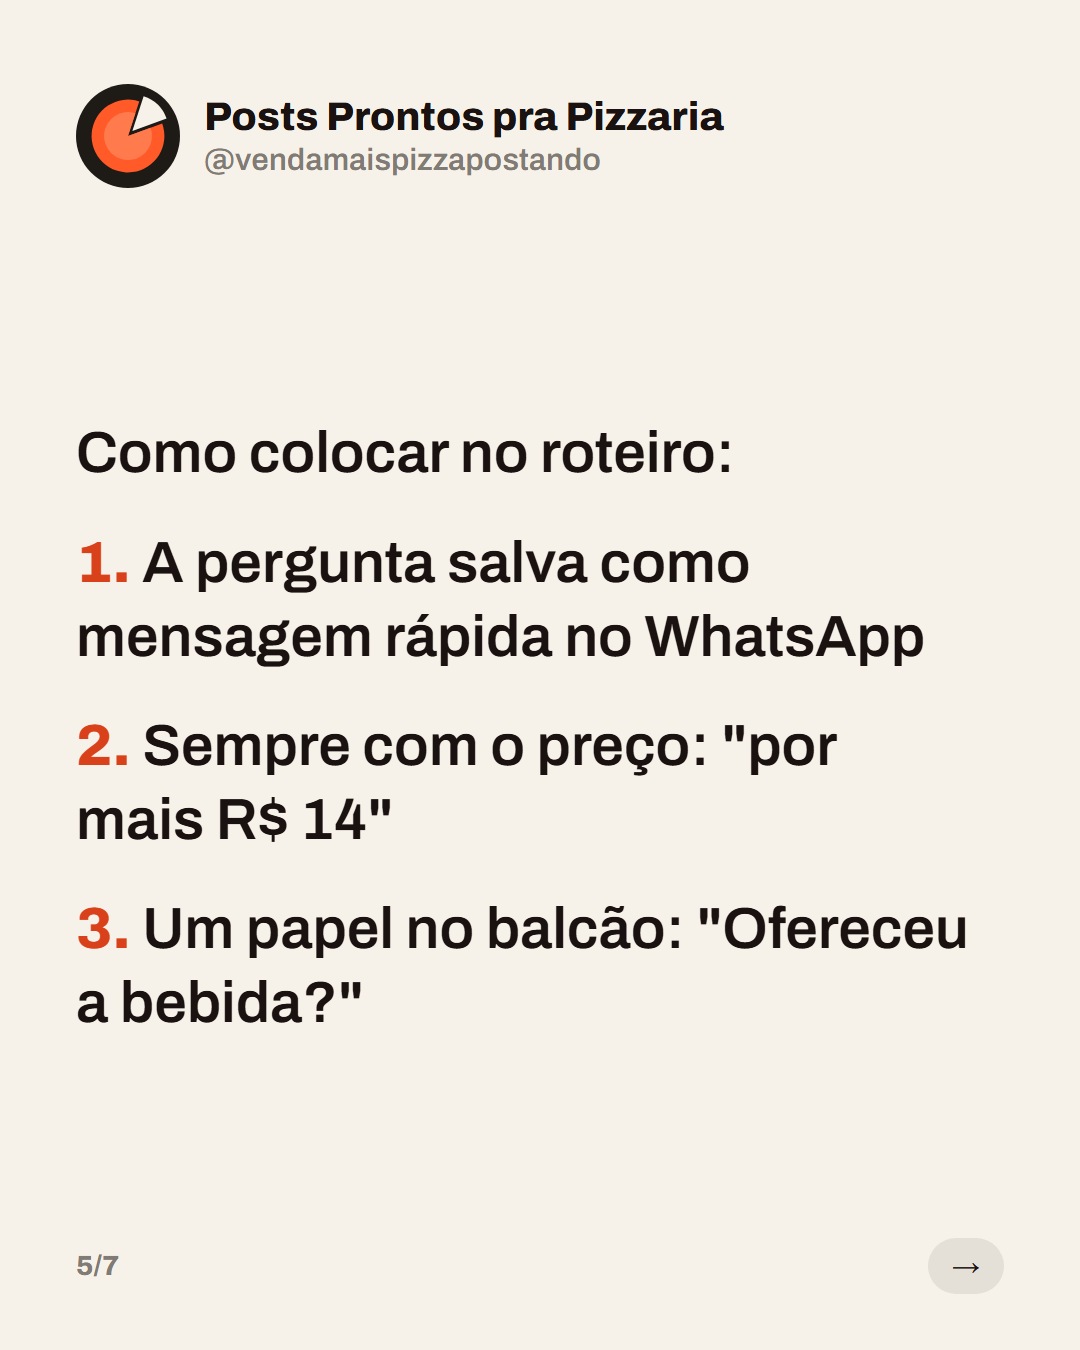 Posts Prontos pra Pizzaria
@vendamaispizzapostando
Como colocar no roteiro:
1. A pergunta salva como
mensagem rápida no WhatsApp
2. Sempre com o preço: "por
mais R$ 14"
3. Um papel no balcão: "Ofereceu
a bebida?"
5/7
→